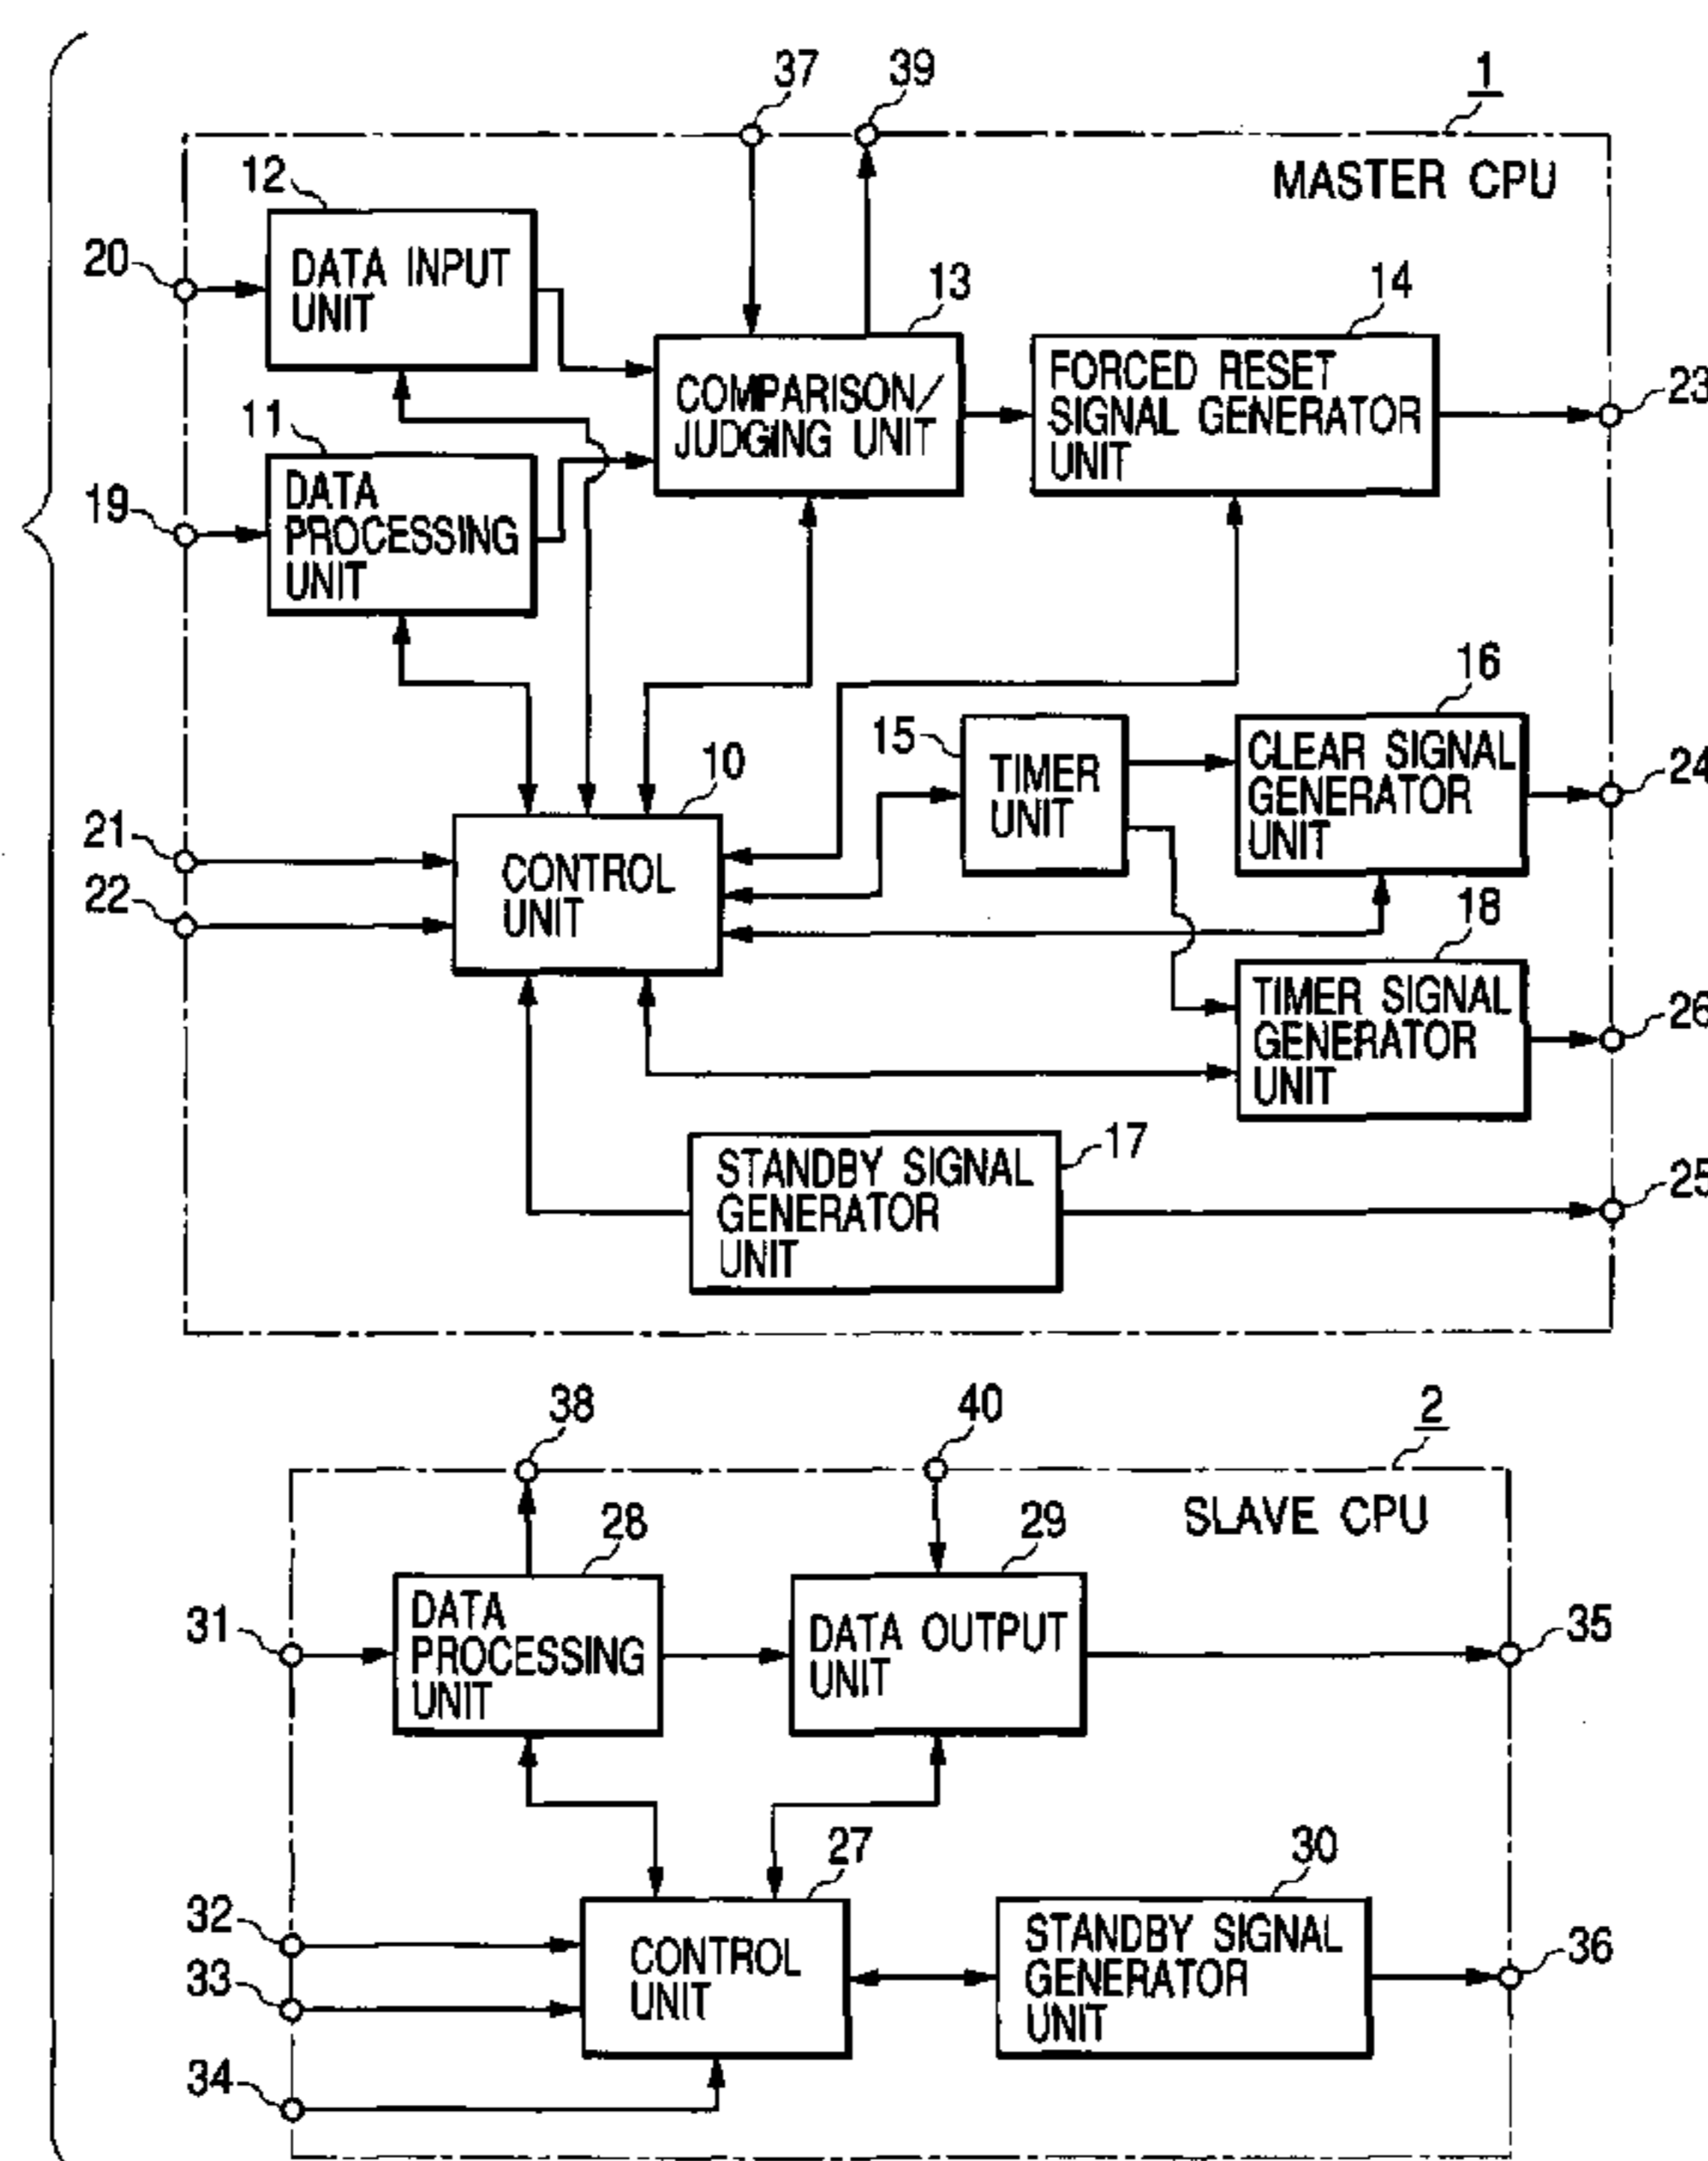 37
39
1
MASTER CPU
12
20
DATA INPUT
UNIT
13
14
COMPARISON/
JUDGING UNIT
FORCED RESET
SIGNAL GENERATOR
UNIT
23
11
19
DATA
PROCESSING
UNIT
16
15
TIMER
UNIT
CLEAR SIGNAL
GENERATOR
UNIT
24
10
21
22
CONTROL
UNIT
18
TIMER SIGNAL
GENERATOR
UNIT
26
17
STANDBY SIGNAL
GENERATOR
UNIT
25
38
40
2
SLAVE CPU
28
29
31
DATA
PROCESSING
UNIT
DATA OUTPUT
UNIT
35
27
30
32
33
34
CONTROL
UNIT
STANDBY SIGNAL
GENERATOR
UNIT
36